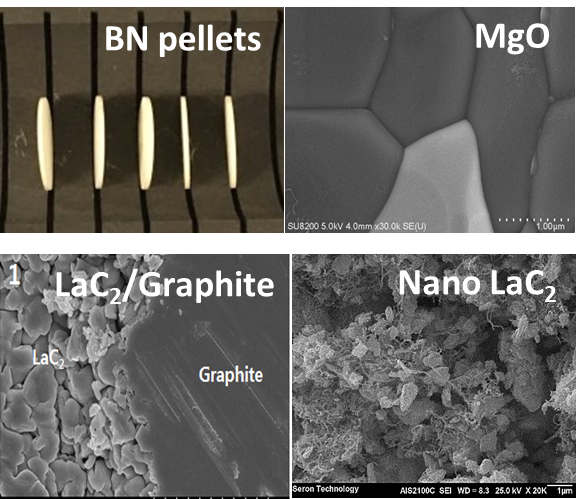 BN pellets
MgO
SU8200 5.0kV 4.0mm x30.0k SE(U)
1.00µm
1
LaC₂/Graphite
LaC₂
Graphite
Nano LaC₂
Seron Technology
AIS2100C SEI WD = 8.3 25.0 kV X 20K 1µm